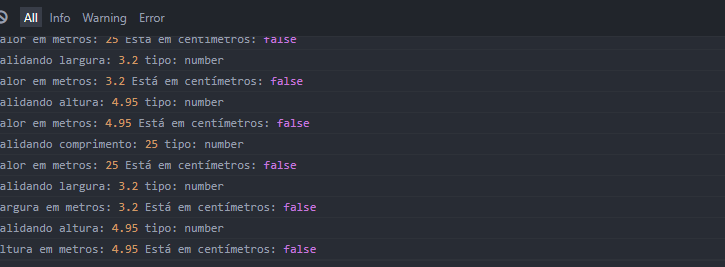 All Info Warning Error
alor em metros: 25 Está em centímetros: false
alidando largura: 3.2 tipo: number
alor em metros: 3.2 Está em centímetros: false
alidando altura: 4.95 tipo: number
alor em metros: 4.95 Está em centímetros: false
alidando comprimento: 25 tipo: number
alor em metros: 25 Está em centímetros: false
alidando largura: 3.2 tipo: number
argura em metros: 3.2 Está em centímetros: false
alidando altura: 4.95 tipo: number
ltura em metros: 4.95 Está em centímetros: false